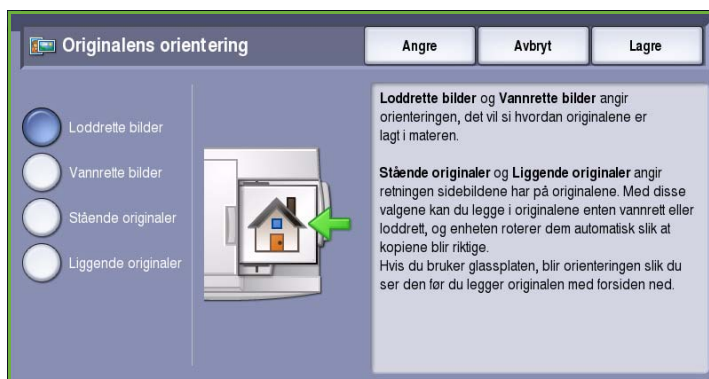 Originalens orientering
Angre
Avbryt
Lagre
Loddrette bilder
Vannrette bilder
Stående originaler
Liggende originaler
Loddrette bilder og Vannrette bilder angir
orienteringen, det vil si hvordan originalene er
lagt i materen.
Stående originaler og Liggende originaler angir
retningen sidebildene har på originalene. Med disse
valgene kan du legge i originalene enten vannrett eller
loddrett, og enheten roterer dem automatisk slik at
kopiene blir riktige.
Hvis du bruker glassplaten, blir orienteringen slik du
ser den før du legger originalen med forsiden ned.